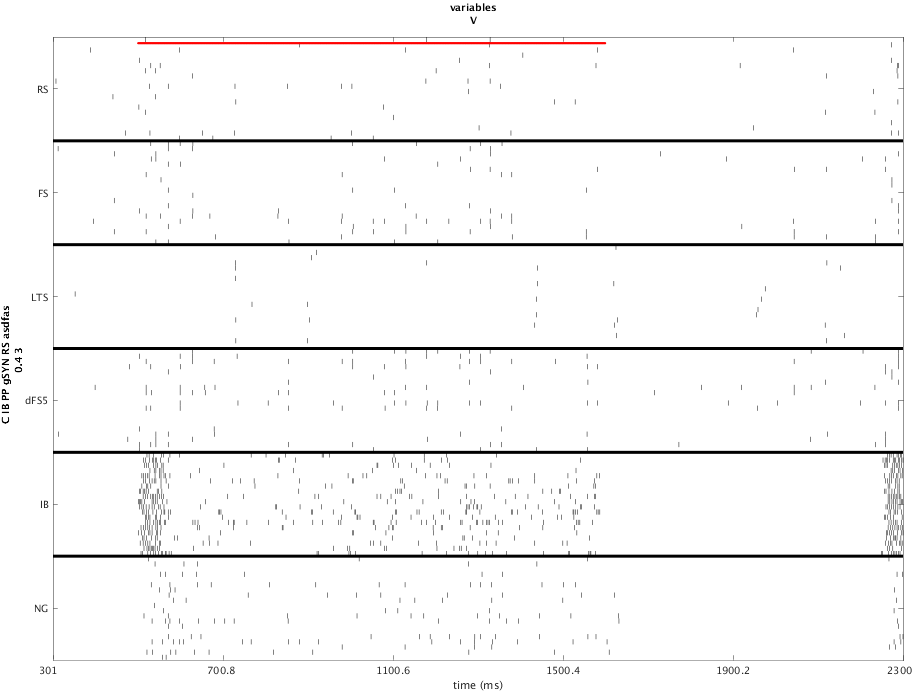 variables
V
RS
FS
LTS
dFS5
IB
NG
C IB PP gSYN RS asdfas
0.4 3
301
700.8
1100.6
1500.4
1900.2
2300
time (ms)